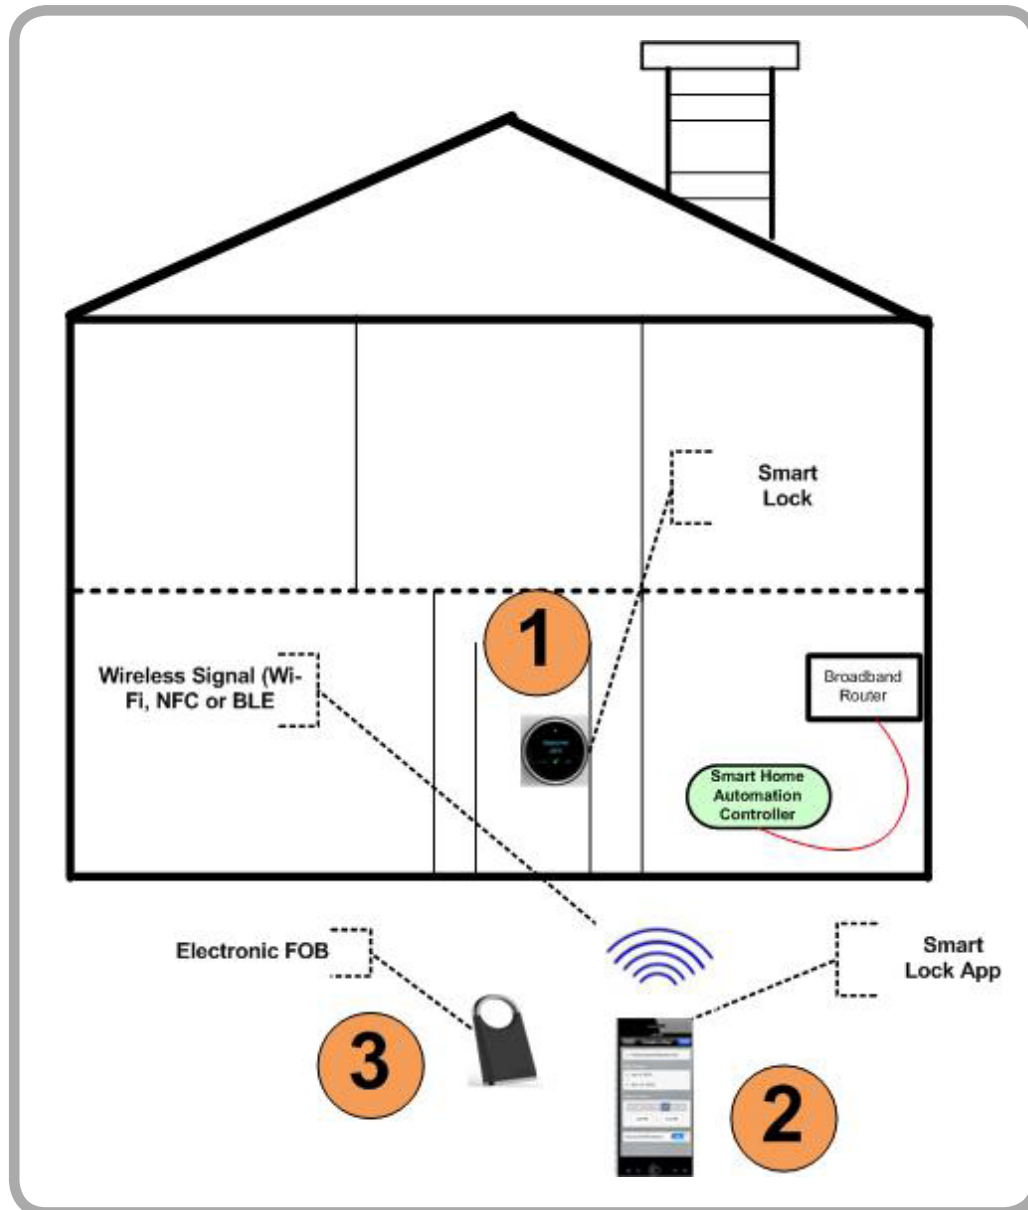 Smart
Lock
1
Wireless Signal (Wi-
Fi, NFC or BLE
Broadband
Router
Smart Home
Automation
Controller
Electronic FOB
Smart
Lock App
3
2